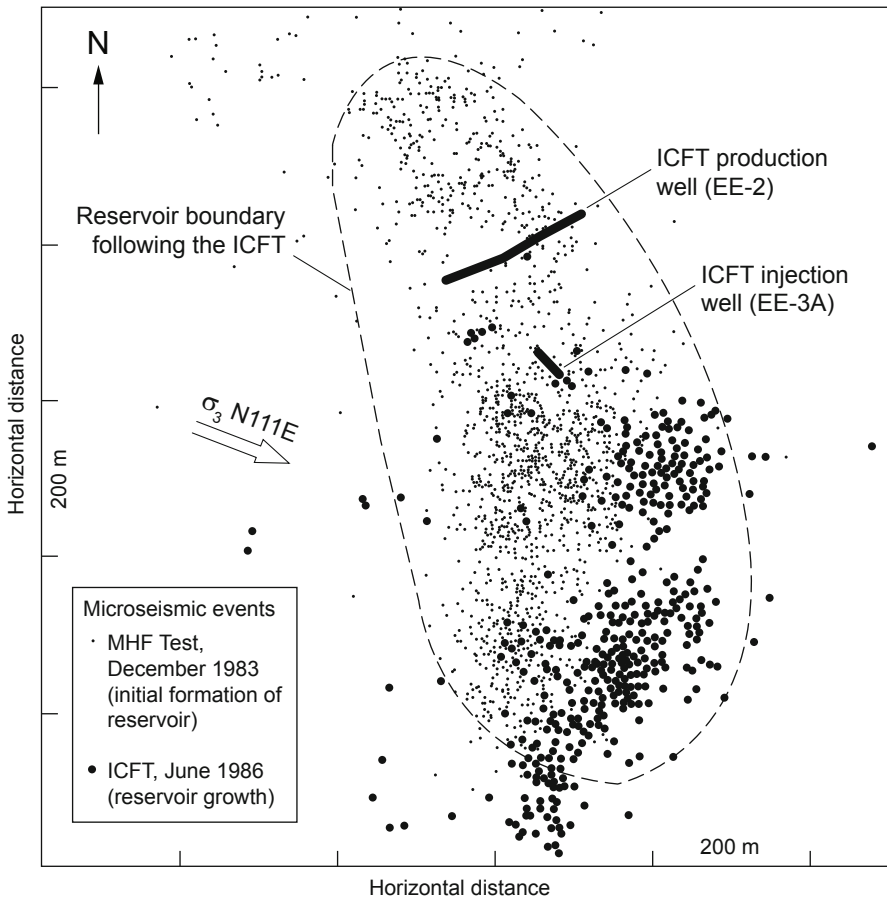 N
ICFT production
well (EE-2)
Reservoir boundary
following the ICFT
ICFT injection
well (EE-3A)
σ3 N111E
Horizontal distance
200 m
Microseismic events
MHF Test,
December 1983
(initial formation of
reservoir)
ICFT, June 1986
(reservoir growth)
200 m
Horizontal distance